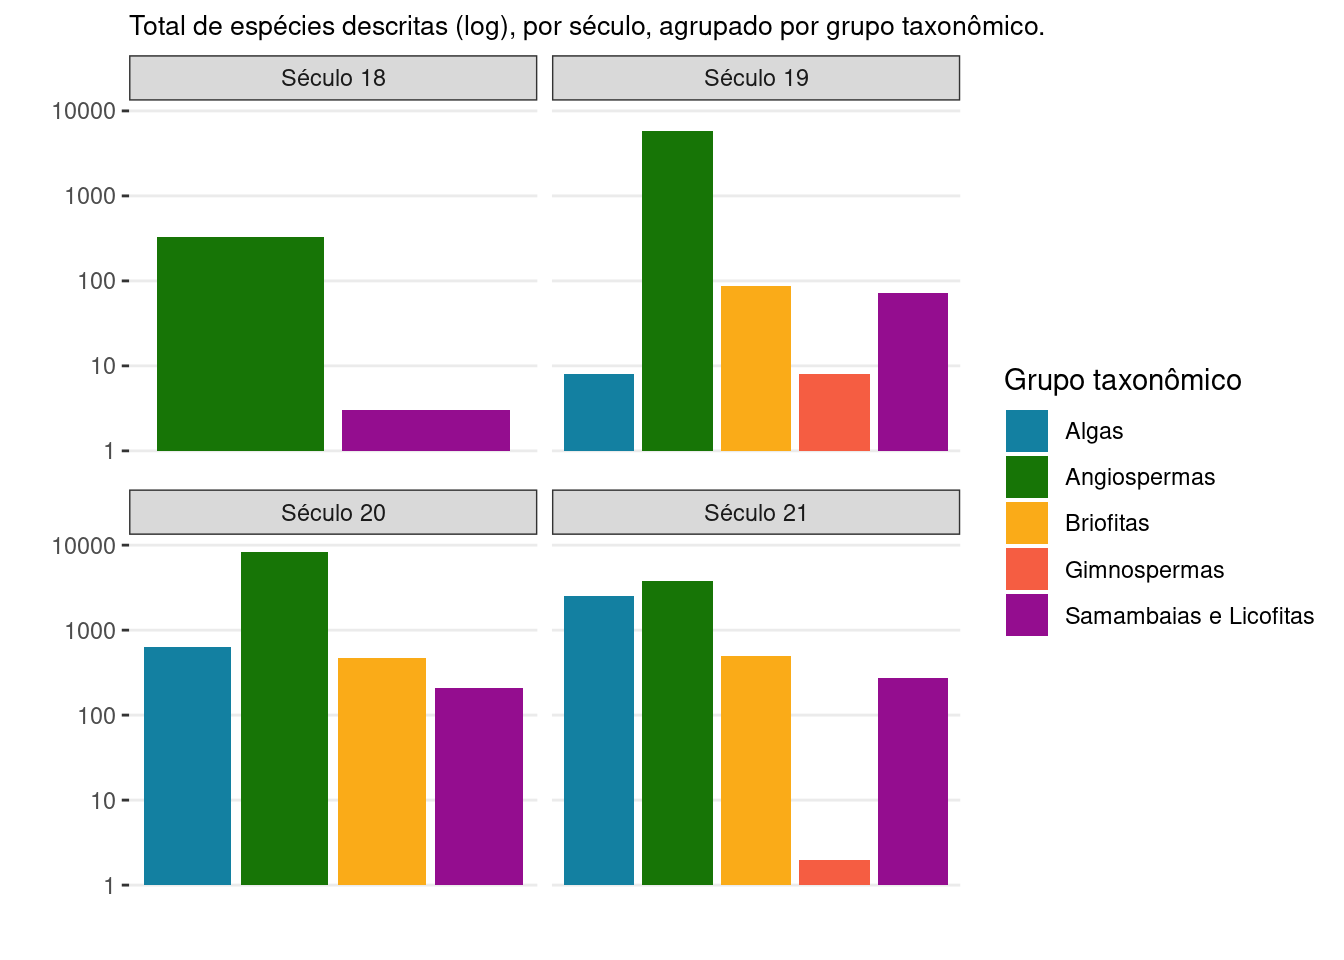 Total de espécies descritas (log), por século, agrupado por grupo taxonômico.
Século 18
Século 19
10000
1000
100
10
1
Século 20
Século 21
10000
1000
100
10
1
Grupo taxonômico
Algas
Angiospermas
Briofitas
Gimnospermas
Samambaias e Licofitas